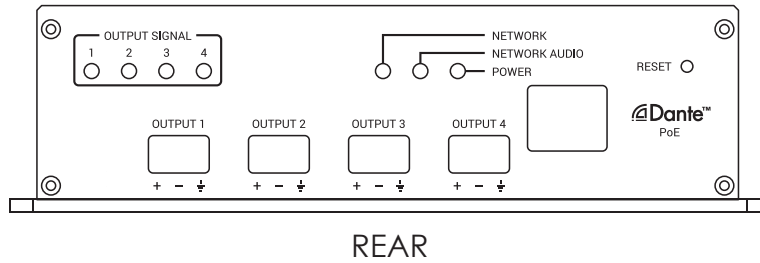 OUTPUT SIGNAL
1 2 3 4
NETWORK
NETWORK AUDIO
POWER
RESET
Dante™
PoE
OUTPUT 1 OUTPUT 2 OUTPUT 3 OUTPUT 4
+ − + − + − + −
REAR